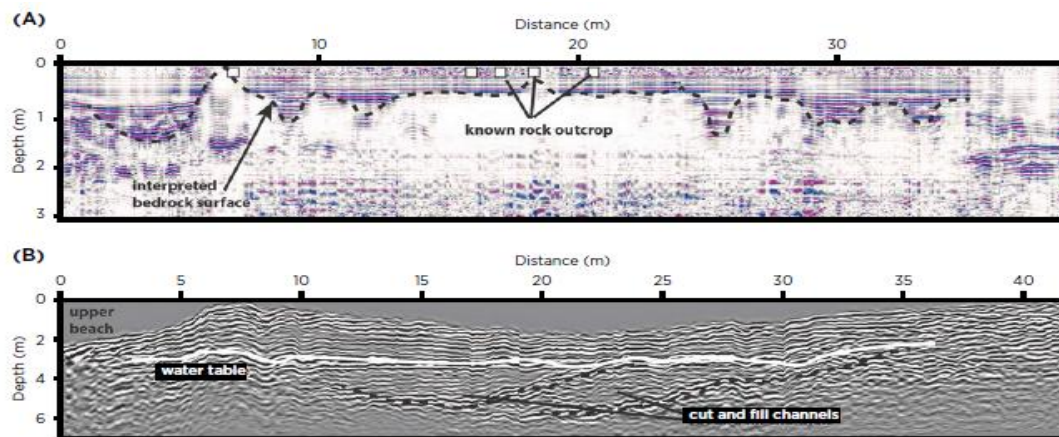 (A)
Distance (m)
0 10 20 30
Depth (m)
0
1
2
3
known rock outcrop
interpreted
bedrock surface
(B)
Distance (m)
0 5 10 15 20 25 30 35 40
Depth (m)
0
2
4
6
upper
beach
water table
cut and fill channels